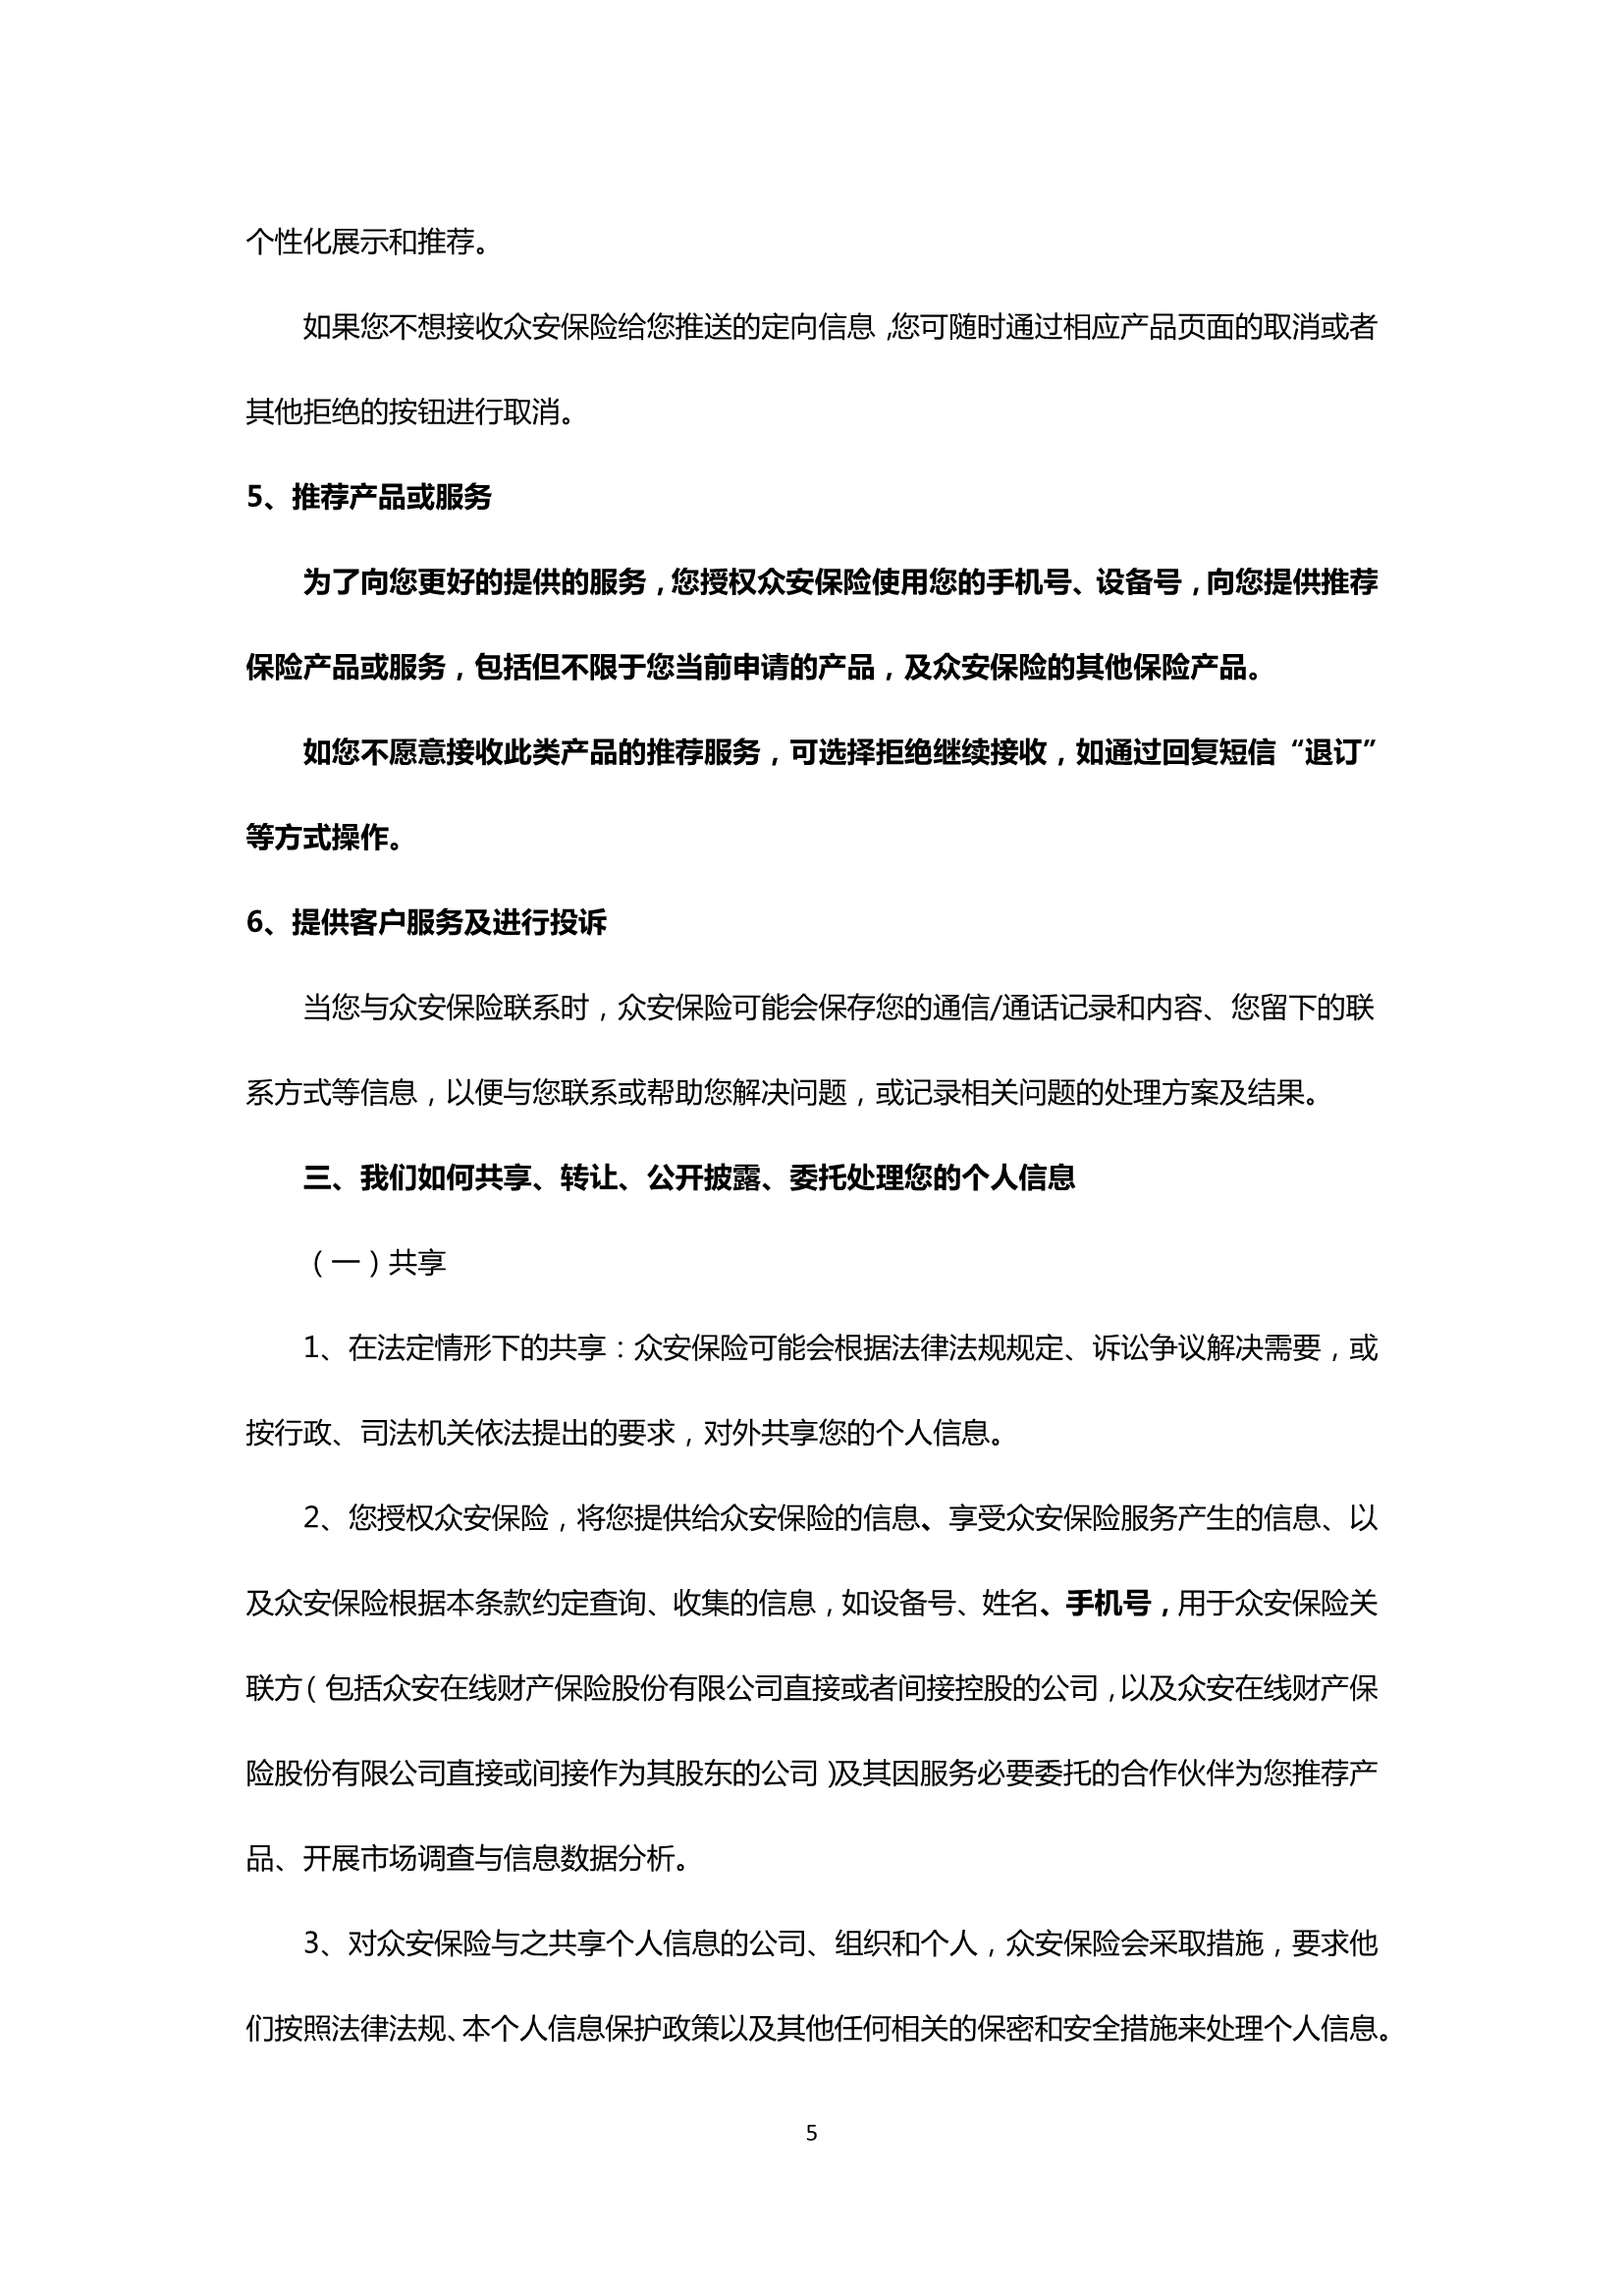 个性化展示和推荐。
如果您不想接收众安保险给您推送的定向信息，您可随时通过相应产品页面的取消或者
其他拒绝的按钮进行取消。
5、推荐产品或服务
为了向您更好的提供的服务，您授权众安保险使用您的手机号、设备号，向您提供推荐
保险产品或服务，包括但不限于您当前申请的产品，及众安保险的其他保险产品。
如您不愿意接收此类产品的推荐服务，可选择拒绝继续接收，如通过回复短信“退订”
等方式操作。
6、提供客户服务及进行投诉
当您与众安保险联系时，众安保险可能会保存您的通信/通话记录和内容、您留下的联
系方式等信息，以便与您联系或帮助您解决问题，或记录相关问题的处理方案及结果。
三、我们如何共享、转让、公开披露、委托处理您的个人信息
（一）共享
1、在法定情形下的共享：众安保险可能会根据法律法规规定、诉讼争议解决需要，或
按行政、司法机关依法提出的要求，对外共享您的个人信息。
2、您授权众安保险，将您提供给众安保险的信息、享受众安保险服务产生的信息、以
及众安保险根据本条款约定查询、收集的信息，如设备号、姓名、手机号，用于众安保险关
联方（包括众安在线财产保险股份有限公司直接或者间接控股的公司，以及众安在线财产保
险股份有限公司直接或间接作为其股东的公司）及其因服务必要委托的合作伙伴为您推荐产
品、开展市场调查与信息数据分析。
3、对众安保险与之共享个人信息的公司、组织和个人，众安保险会采取措施，要求他
们按照法律法规、本个人信息保护政策以及其他任何相关的保密和安全措施来处理个人信息。
5